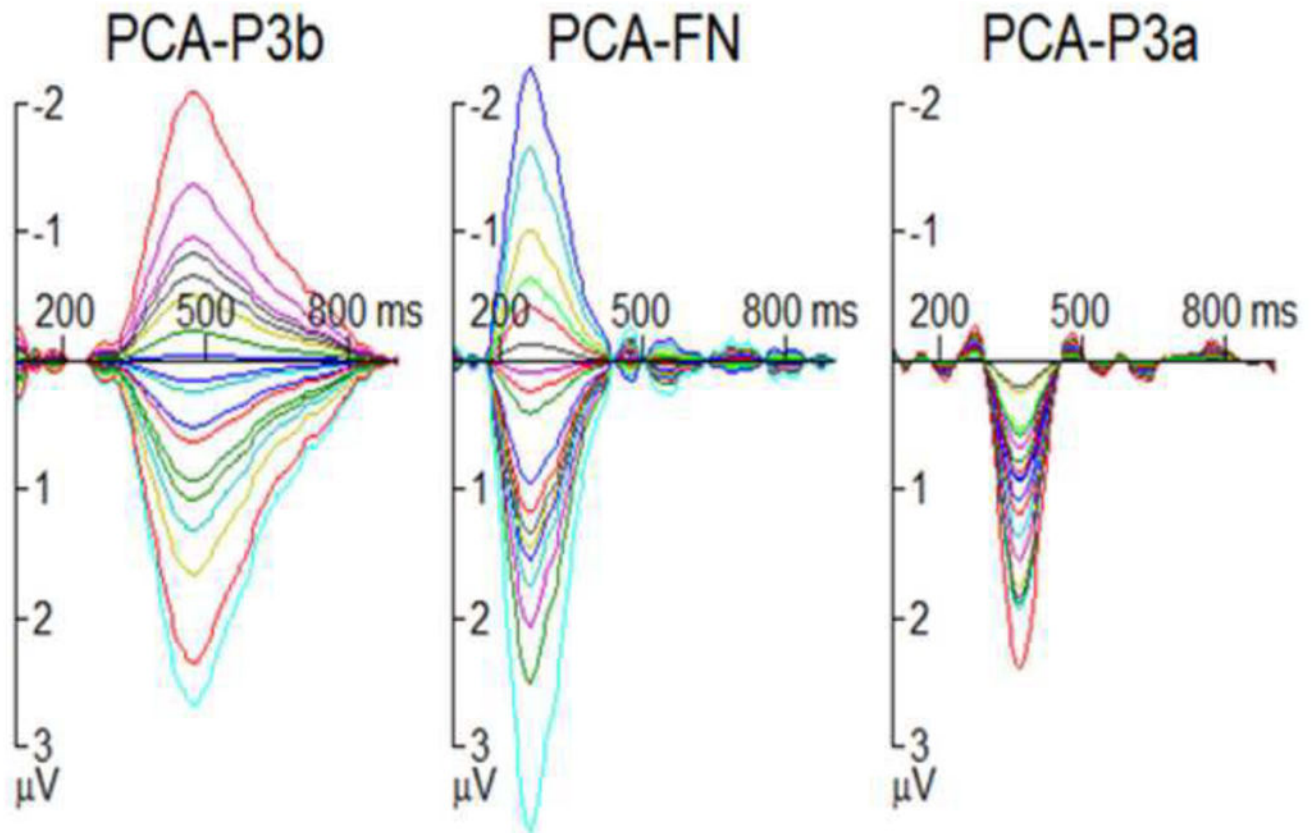 PCA-P3b PCA-FN PCA-P3a
-2 -2 -2
-1 -1 -1
200 500 800 ms 200 500 800 ms 200 500 800 ms
1 1 1
2 2 2
3 3 3
µV µV µV